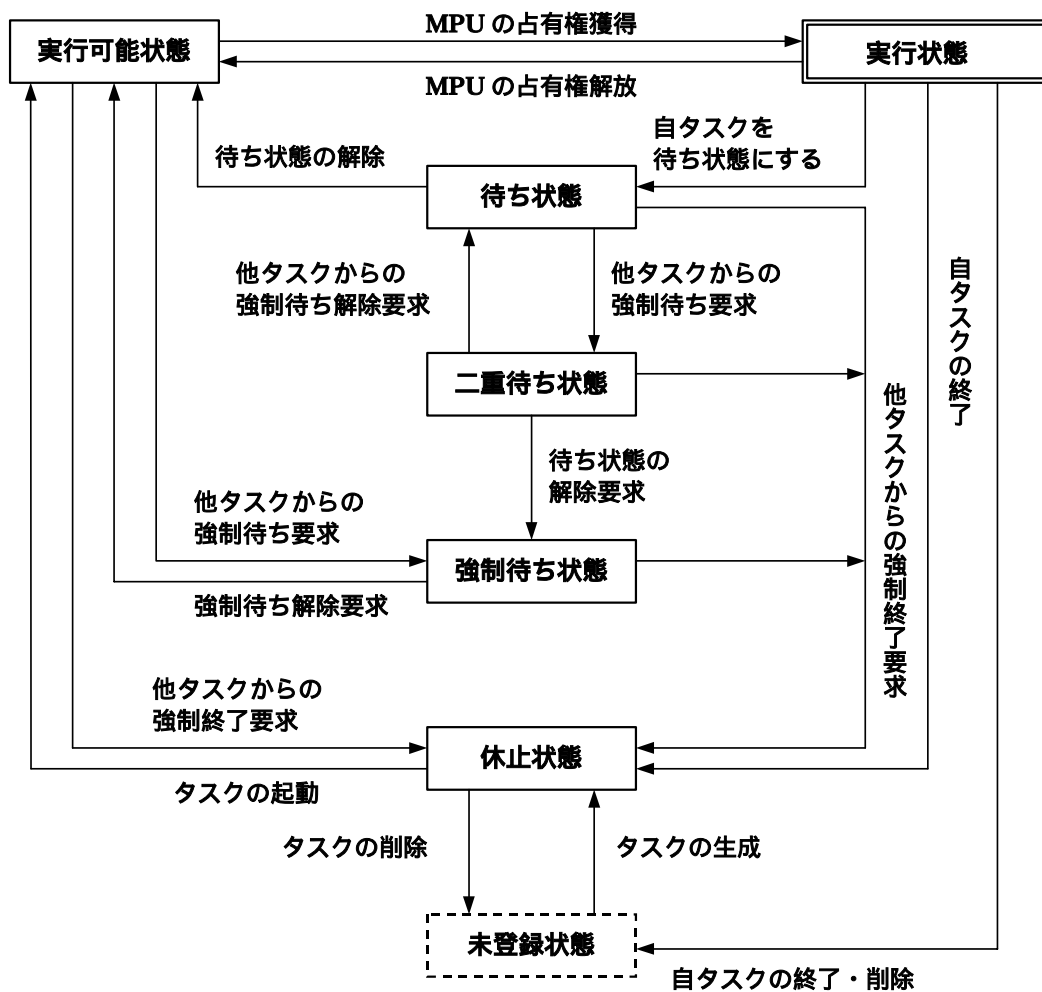 MPU の占有権獲得
実行可能状態
実行状態
MPU の占有権解放
自タスクを
待ち状態にする
待ち状態の解除
待ち状態
他タスクからの
強制待ち解除要求
他タスクからの
強制待ち要求
自タスクの終了
二重待ち状態
他タスクからの強制終了要求
待ち状態の
解除要求
他タスクからの
強制待ち要求
強制待ち状態
強制待ち解除要求
他タスクからの
強制終了要求
休止状態
タスクの起動
タスクの削除
タスクの生成
未登録状態
自タスクの終了・削除